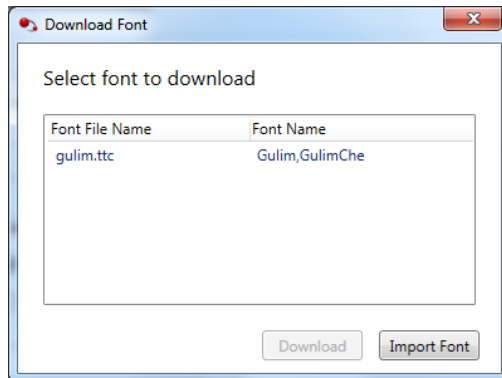 Download Font
Select font to download
Font File Name Font Name
gulim.ttc Gulim,GulimChe
Download Import Font